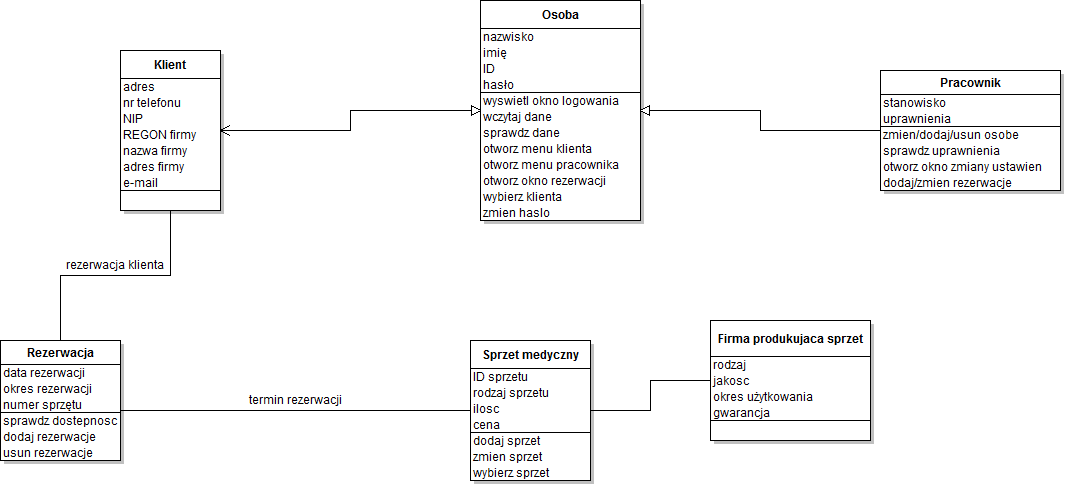 Osoba
nazwisko
imię
ID
hasło
wyswietl okno logowania
wczytaj dane
sprawdz dane
otworz menu klienta
otworz menu pracownika
otworz okno rezerwacji
wybierz klienta
zmien haslo
Klient
adres
nr telefonu
NIP
REGON firmy
nazwa firmy
adres firmy
e-mail
Pracownik
stanowisko
uprawnienia
zmien/dodaj/usun osobe
sprawdz uprawnienia
otworz okno zmiany ustawien
dodaj/zmien rezerwacje
rezerwacja klienta
Rezerwacja
data rezerwacji
okres rezerwacji
numer sprzętu
sprawdz dostepnosc
dodaj rezerwacje
usun rezerwacje
termin rezerwacji
Sprzet medyczny
ID sprzetu
rodzaj sprzetu
ilosc
cena
dodaj sprzet
zmien sprzet
wybierz sprzet
Firma produkujaca sprzet
rodzaj
jakosc
okres użytkowania
gwarancja